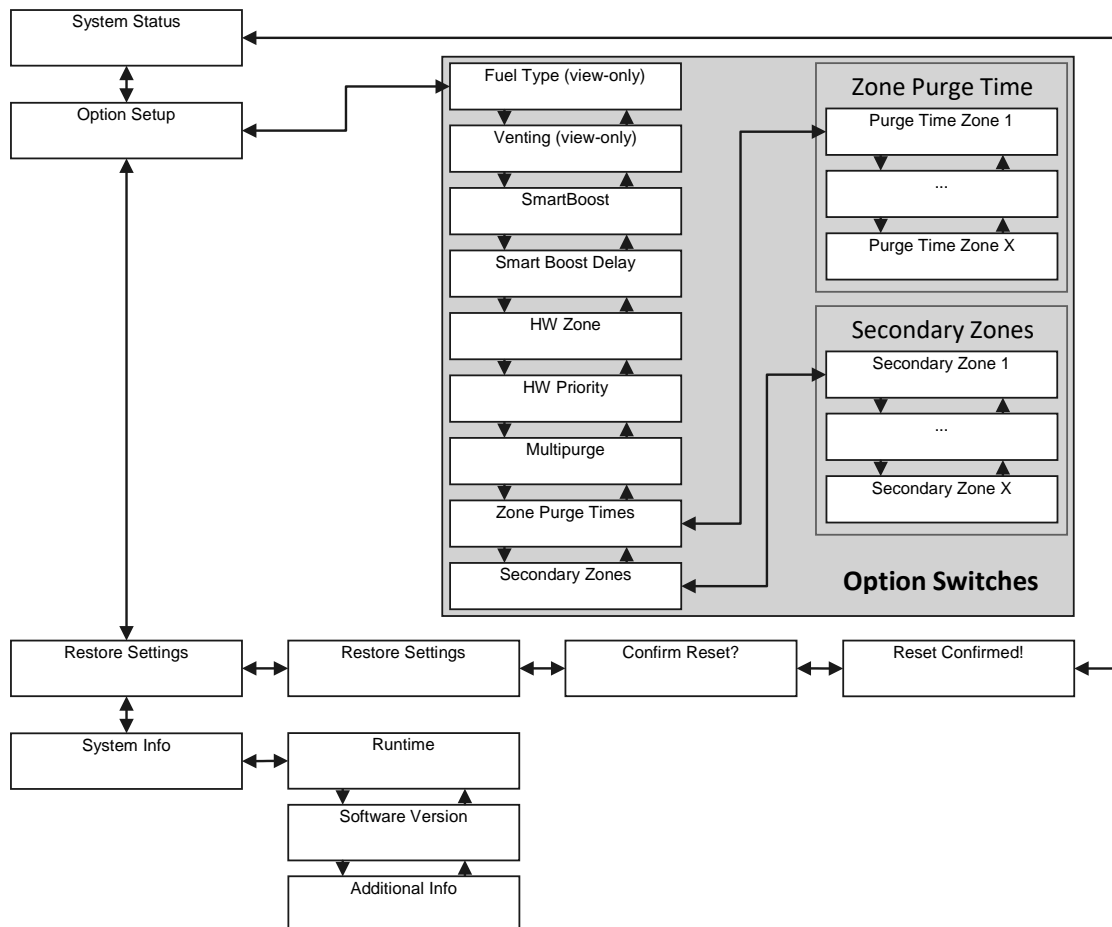 System Status
Option Setup
Fuel Type (view-only)
Venting (view-only)
SmartBoost
Smart Boost Delay
HW Zone
HW Priority
Multipurge
Zone Purge Times
Secondary Zones
Zone Purge Time
Purge Time Zone 1
...
Purge Time Zone X
Secondary Zones
Secondary Zone 1
...
Secondary Zone X
Option Switches
Restore Settings
Restore Settings
Confirm Reset?
Reset Confirmed!
System Info
Runtime
Software Version
Additional Info